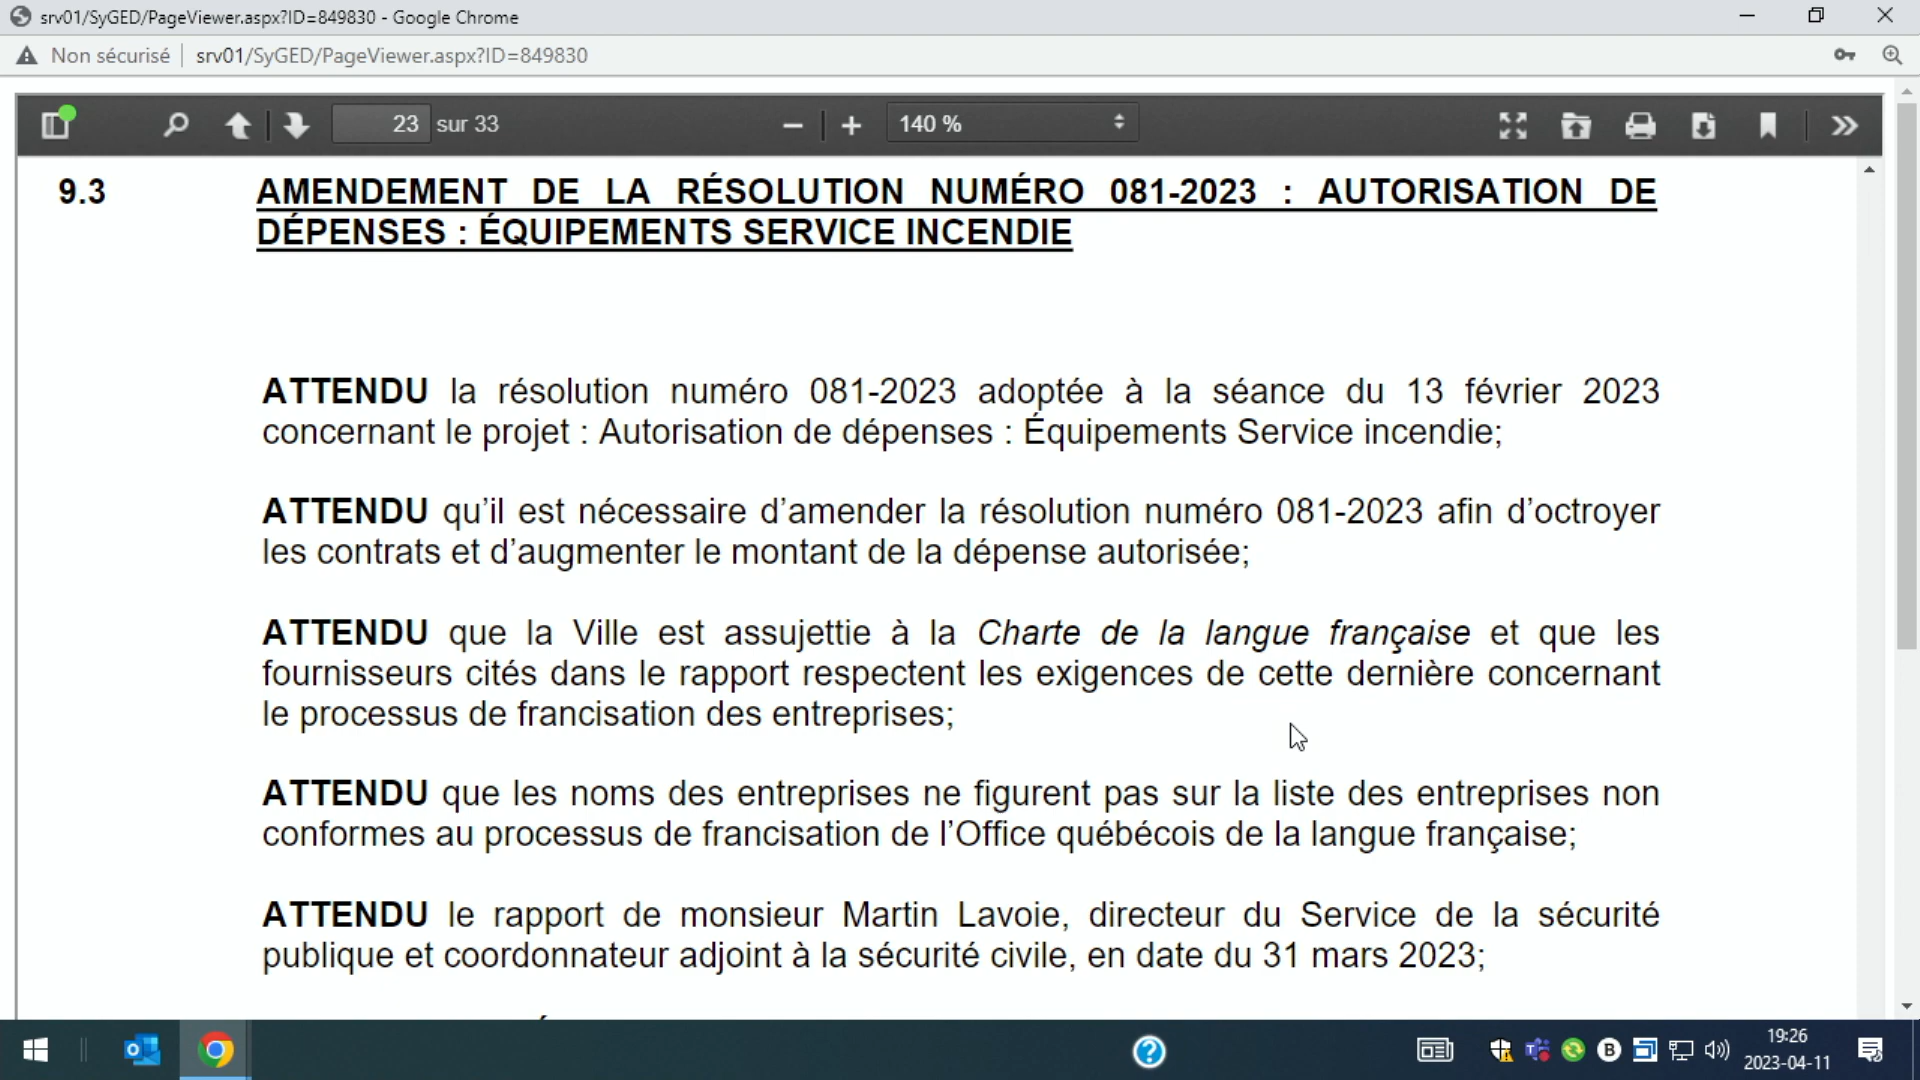 srv01/SyGED/PageViewer.aspx?ID=849830 - Google Chrome
Non sécurisé | srv01/SyGED/PageViewer.aspx?ID=849830
23 sur 33 140 %
9.3 AMENDEMENT DE LA RÉSOLUTION NUMÉRO 081-2023 : AUTORISATION DE
DÉPENSES : ÉQUIPEMENTS SERVICE INCENDIE
ATTENDU la résolution numéro 081-2023 adoptée à la séance du 13 février 2023
concernant le projet : Autorisation de dépenses : Équipements Service incendie;
ATTENDU qu’il est nécessaire d’amender la résolution numéro 081-2023 afin d’octroyer
les contrats et d’augmenter le montant de la dépense autorisée;
ATTENDU que la Ville est assujettie à la Charte de la langue française et que les
fournisseurs cités dans le rapport respectent les exigences de cette dernière concernant
le processus de francisation des entreprises;
ATTENDU que les noms des entreprises ne figurent pas sur la liste des entreprises non
conformes au processus de francisation de l’Office québécois de la langue française;
ATTENDU le rapport de monsieur Martin Lavoie, directeur du Service de la sécurité
publique et coordonnateur adjoint à la sécurité civile, en date du 31 mars 2023;
19:26
2023-04-11